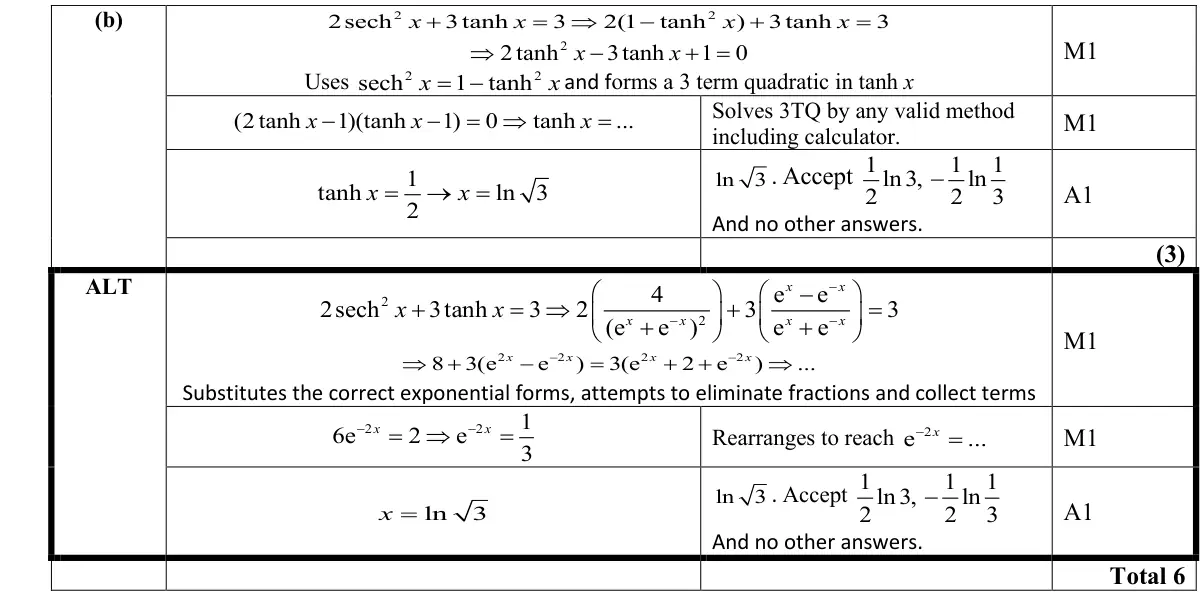 (b)
2 sech² x + 3 tanh x = 3 ⇒ 2(1 − tanh² x) + 3 tanh x = 3
⇒ 2 tanh² x − 3 tanh x + 1 = 0
Uses sech² x = 1 − tanh² x and forms a 3 term quadratic in tanh x
M1
(2 tanh x − 1)(tanh x − 1) = 0 ⇒ tanh x = ...
Solves 3TQ by any valid method
including calculator.
M1
tanh x = 1/2 → x = ln √3
ln √3 . Accept 1/2 ln 3, − 1/2 ln 1/3
And no other answers.
A1
(3)
ALT
2 sech² x + 3 tanh x = 3 ⇒ 2(4/(eˣ + e⁻ˣ)²) + 3((eˣ − e⁻ˣ)/(eˣ + e⁻ˣ)) = 3
⇒ 8 + 3(e²ˣ − e⁻²ˣ) = 3(e²ˣ + 2 + e⁻²ˣ) ⇒ ...
Substitutes the correct exponential forms, attempts to eliminate fractions and collect terms
M1
6e⁻²ˣ = 2 ⇒ e⁻²ˣ = 1/3
Rearranges to reach e⁻²ˣ = ...
M1
x = ln √3
ln √3 . Accept 1/2 ln 3, − 1/2 ln 1/3
And no other answers.
A1
Total 6